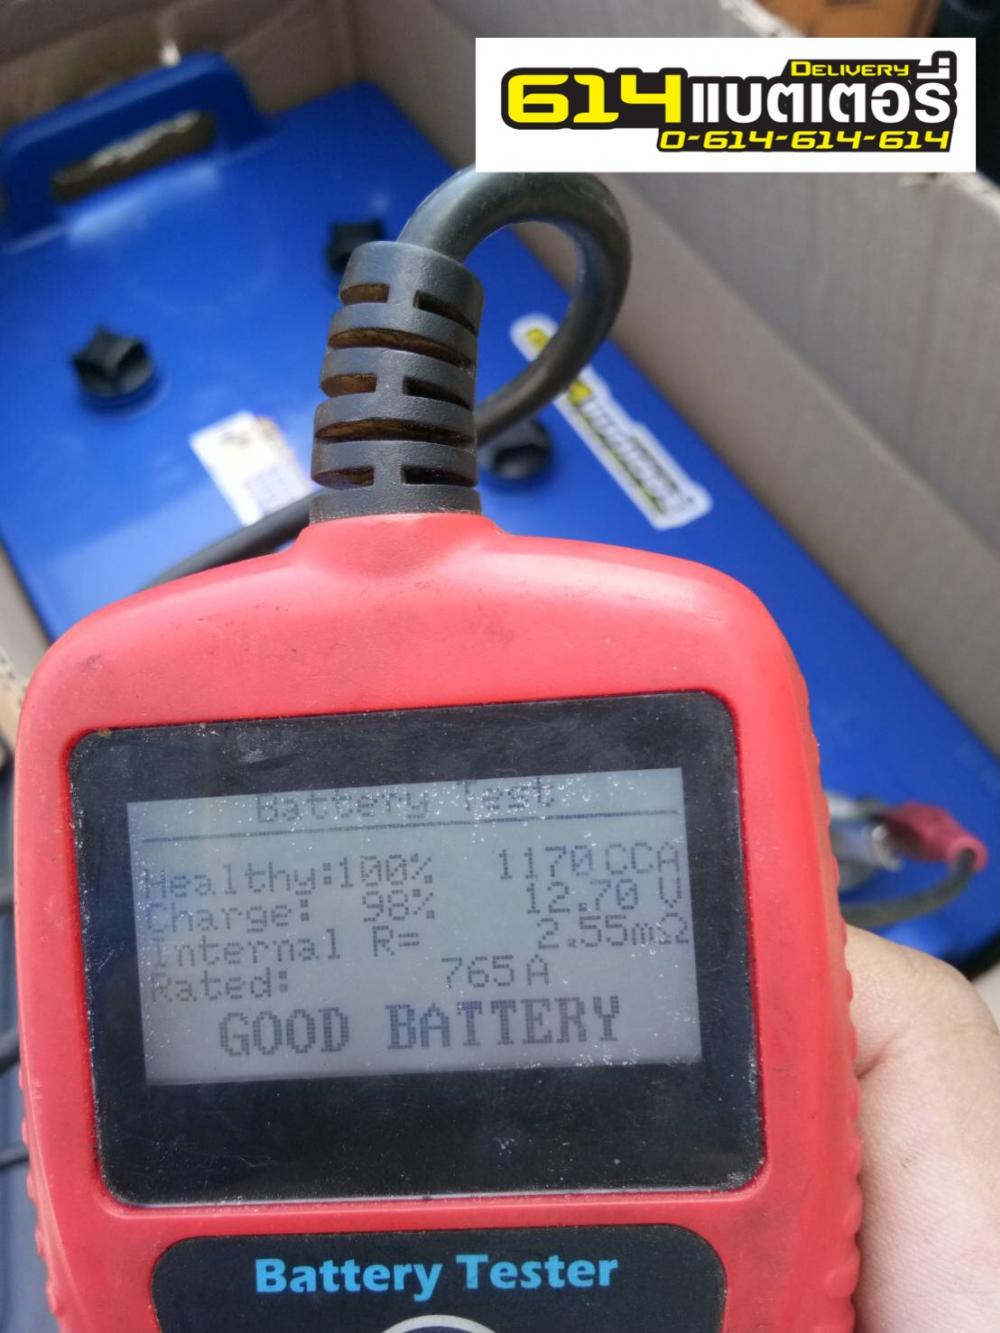 DELIVERY
614แบตเตอรี่
0-614-614-614
Battery Test
Healthy:100% 1170CCA
Charge: 98% 12.70 V
Internal R= 2.55mΩ
Rated: 765A
GOOD BATTERY
Battery Tester